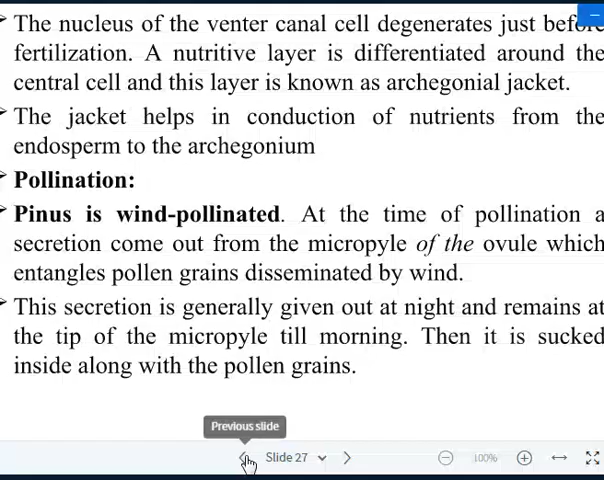 The nucleus of the venter canal cell degenerates just before
fertilization. A nutritive layer is differentiated around the
central cell and this layer is known as archegonial jacket.
The jacket helps in conduction of nutrients from the
endosperm to the archegonium
Pollination:
Pinus is wind-pollinated. At the time of pollination a
secretion come out from the micropyle of the ovule which
entangles pollen grains disseminated by wind.
This secretion is generally given out at night and remains at
the tip of the micropyle till morning. Then it is sucked
inside along with the pollen grains.
Previous slide
Slide 27
100%